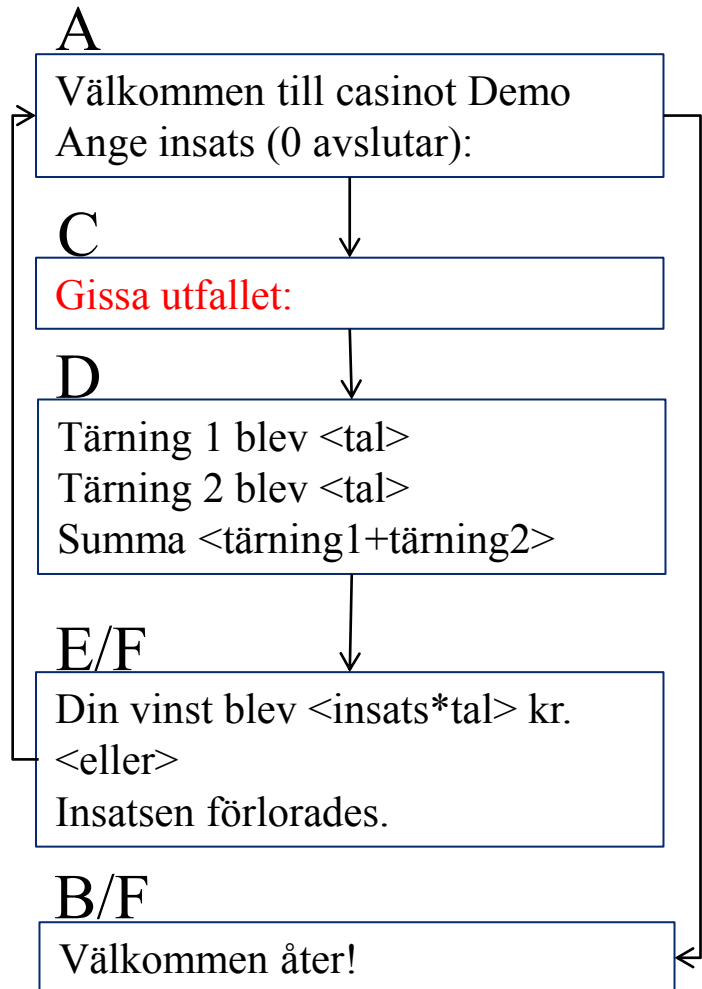 A
Välkommen till casinot Demo
Ange insats (0 avslutar):
C
Gissa utfallet:
D
Tärning 1 blev <tal>
Tärning 2 blev <tal>
Summa <tärning1+tärning2>
E/F
Din vinst blev <insats*tal> kr.
<eller>
Insatsen förlorades.
B/F
Välkommen åter!